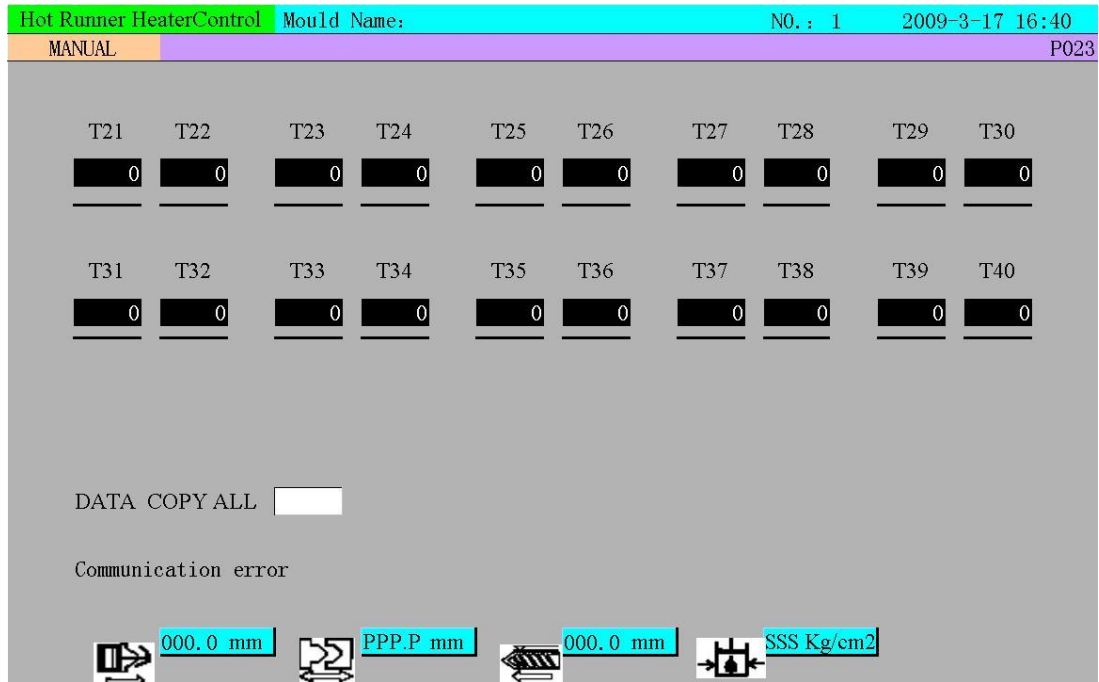 Hot Runner HeaterControl Mould Name: NO.: 1 2009-3-17 16:40
MANUAL P023
T21 T22 T23 T24 T25 T26 T27 T28 T29 T30
0 0 0 0 0 0 0 0 0 0
T31 T32 T33 T34 T35 T36 T37 T38 T39 T40
0 0 0 0 0 0 0 0 0 0
DATA COPY ALL
Communication error
000.0 mm PPP.P mm 000.0 mm SSS Kg/cm2